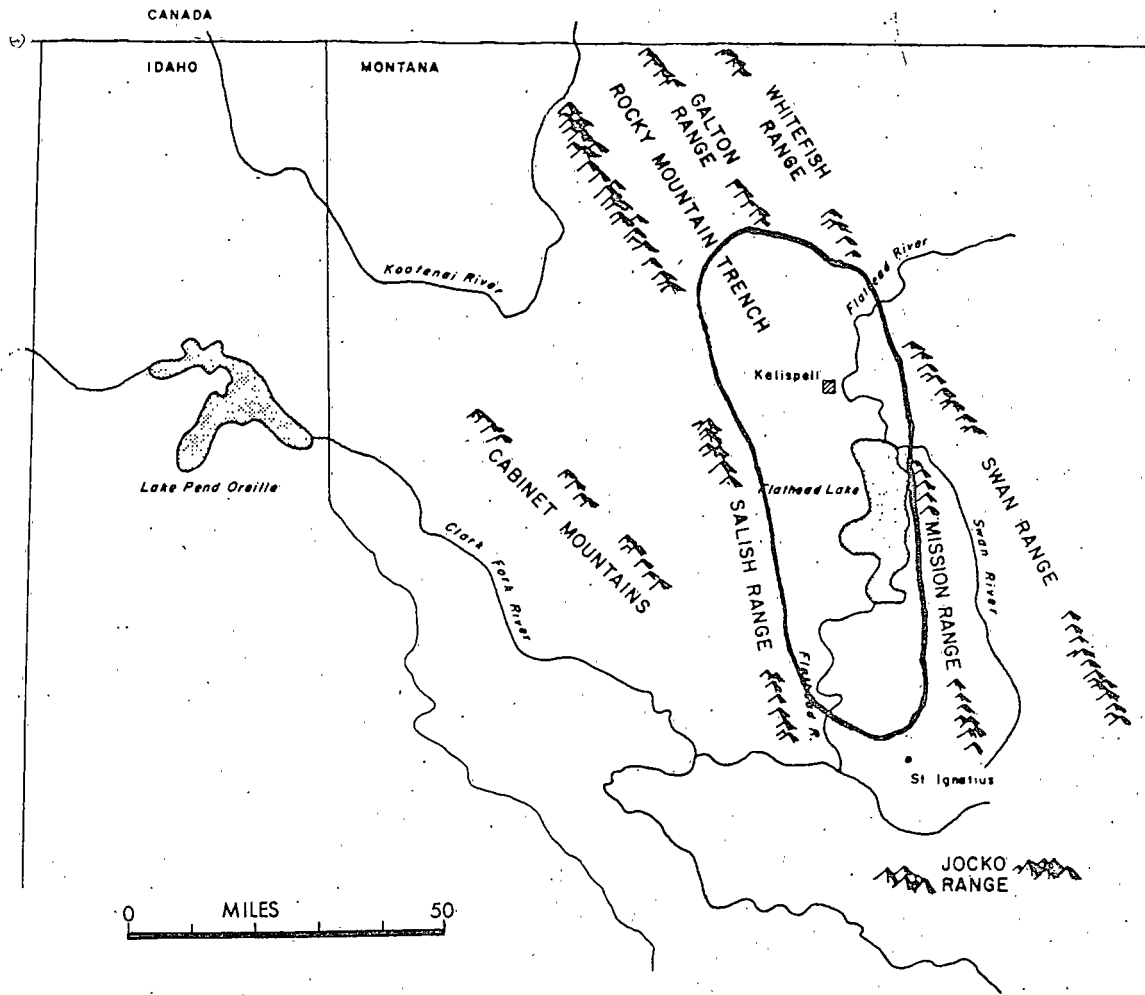 CANADA
IDAHO
MONTANA
ROCKY MOUNTAIN TRENCH
GALTON
RANGE
WHITEFISH
RANGE
Flathead River
Kootenai River
Kelispell
Lake Pend Oreille
CABINET MOUNTAINS
Flathead Lake
SALISH RANGE
MISSION RANGE
SWAN RANGE
Swan River
Clark Fork River
Flathead R.
St Ignatius
JOCKO
RANGE
0 MILES 50